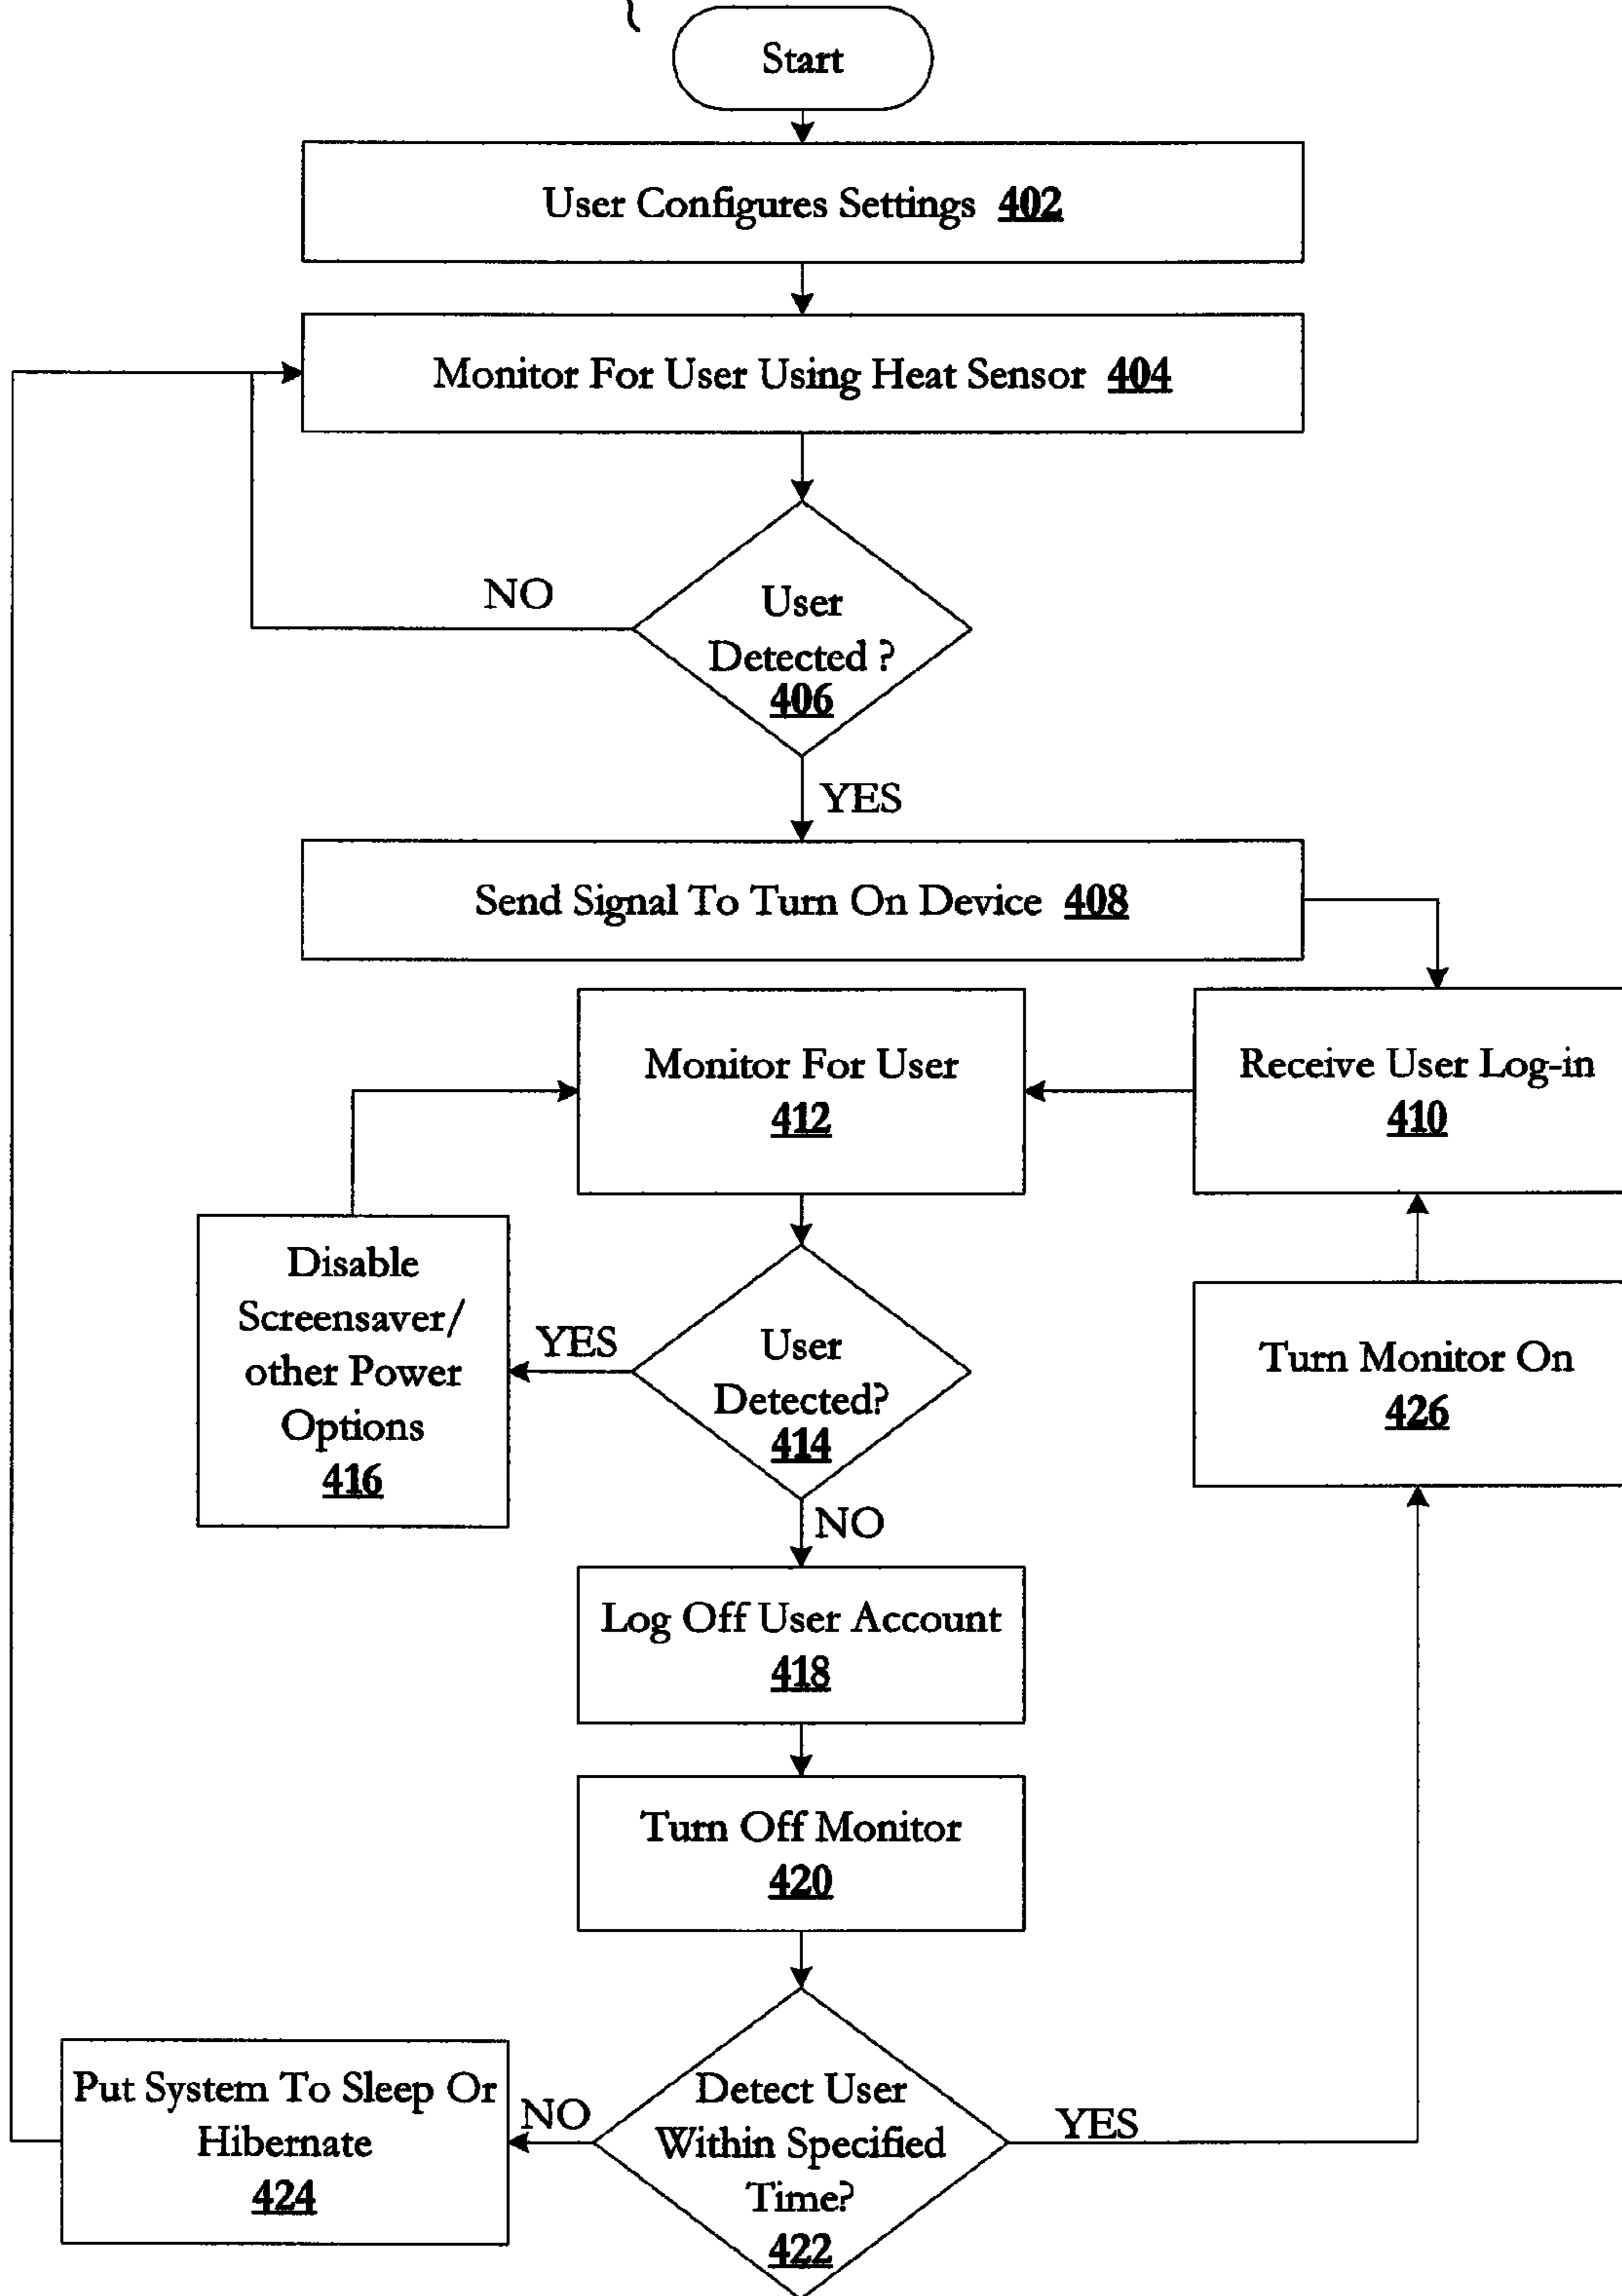 Start
User Configures Settings 402
Monitor For User Using Heat Sensor 404
NO
User
Detected ?
406
YES
Send Signal To Turn On Device 408
Monitor For User
412
Receive User Log-in
410
Disable
Screensaver/
other Power
Options
416
YES
User
Detected?
414
Turn Monitor On
426
NO
Log Off User Account
418
Turn Off Monitor
420
Put System To Sleep Or
Hibernate
424
NO
Detect User
Within Specified
Time?
422
YES